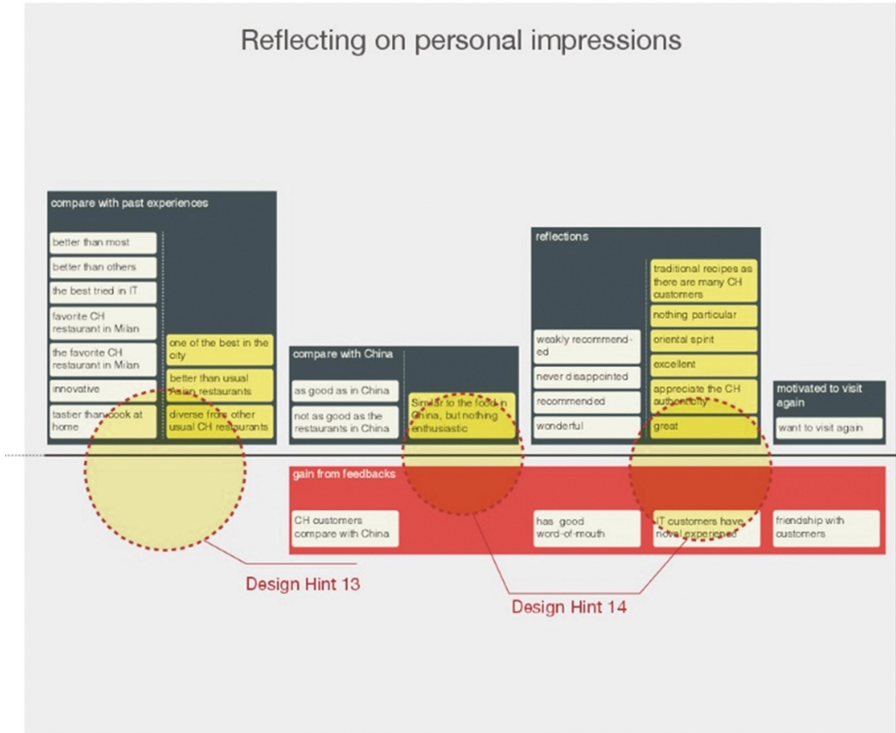 Reflecting on personal impressions
compare with past experiences
better than most
better than others
the best tried in IT
favorite CH
restaurant in Milan
the favorite CH
restaurant in Milan
innovative
tastier than cook at
home
one of the best in the
city
better than usual
Asian restaurants
diverse from other
usual CH restaurants
compare with China
as good as in China
not as good as the
restaurants in China
Similar to the food in
China, but nothing
enthusiastic
reflections
weakly recommend-
ed
never disappointed
recommended
wonderful
traditional recipes as
there are many CH
customers
nothing particular
oriental spirit
excellent
appreciate the CH
authenticity
great
motivated to visit
again
want to visit again
gain from feedbacks
CH customers
compare with China
has good
word-of-mouth
IT customers have
novel experience
friendship with
customers
Design Hint 13
Design Hint 14